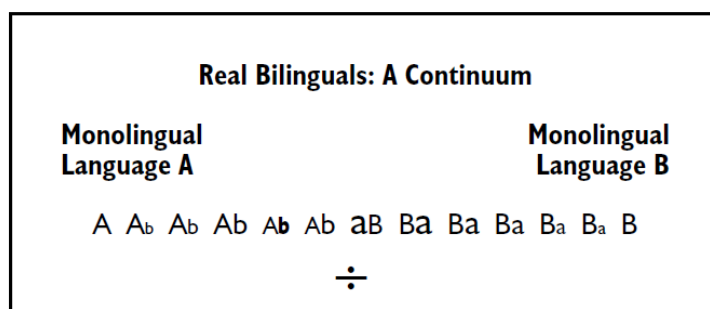 Real Bilinguals: A Continuum
Monolingual Monolingual
Language A Language B
A Ab Ab Ab Ab Ab aB Ba Ba Ba Ba Ba B
÷